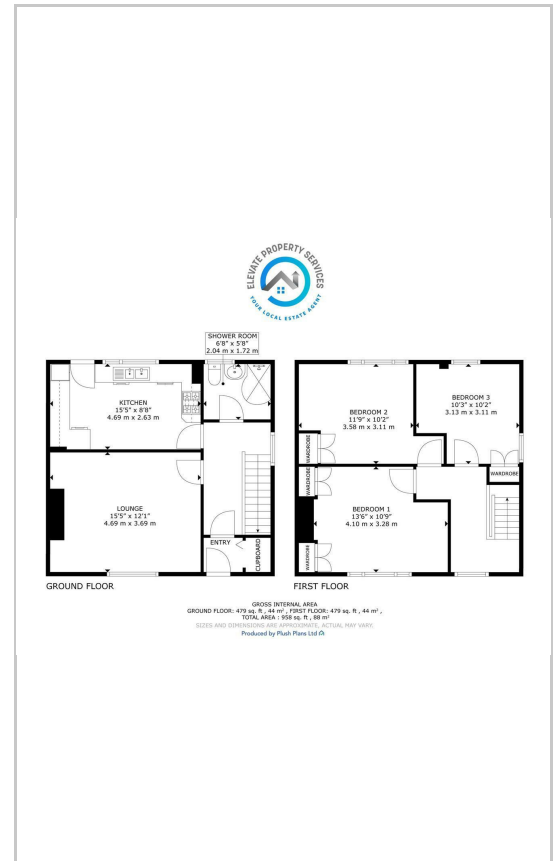 ELEVATE PROPERTY SERVICES
YOUR LOCAL ESTATE AGENT
SHOWER ROOM
6'8" x 5'8"
2.04 m x 1.72 m
KITCHEN
15'5" x 8'8"
4.69 m x 2.63 m
LOUNGE
15'5" x 12'1"
4.69 m x 3.69 m
ENTRY
CUPBOARD
GROUND FLOOR
BEDROOM 2
11'9" x 10'2"
3.58 m x 3.11 m
BEDROOM 3
10'3" x 10'2"
3.13 m x 3.11 m
WARDROBE
WARDROBE
WARDROBE
BEDROOM 1
13'6" x 10'9"
4.10 m x 3.28 m
WARDROBE
FIRST FLOOR
GROSS INTERNAL AREA
GROUND FLOOR: 479 sq. ft , 44 m² , FIRST FLOOR: 479 sq. ft , 44 m² ,
TOTAL AREA : 958 sq. ft , 88 m²
SIZES AND DIMENSIONS ARE APPROXIMATE, ACTUAL MAY VARY.
Produced by Plush Plans Ltd